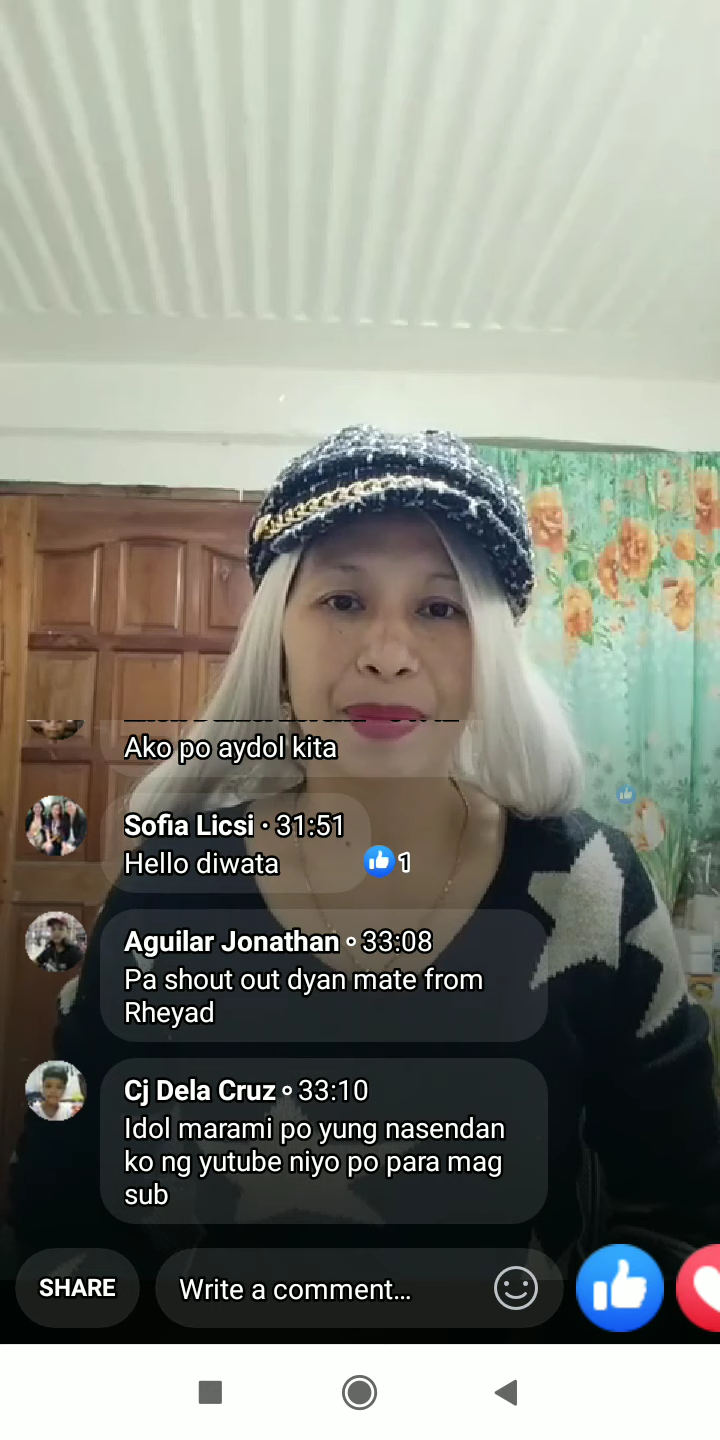 Ako po aydol kita
Sofia Licsi · 31:51
Hello diwata
1
Aguilar Jonathan · 33:08
Pa shout out dyan mate from
Rheyad
Cj Dela Cruz · 33:10
Idol marami po yung nasendan
ko ng yutube niyo po para mag
sub
SHARE
Write a comment...